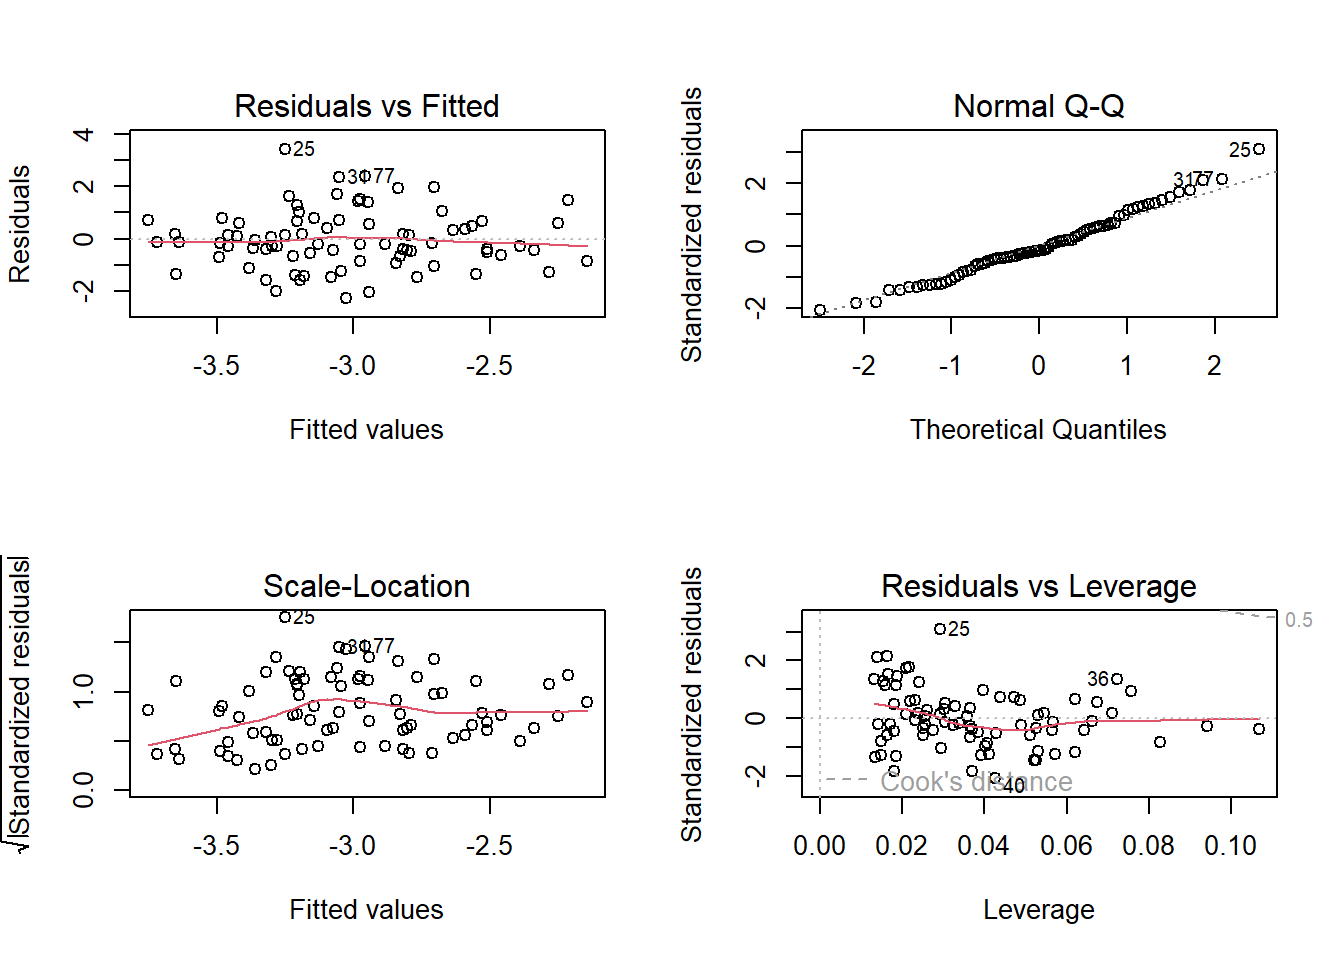 Residuals vs Fitted
Residuals
4
2
0
-2
25
31
77
-3.5 -3.0 -2.5
Fitted values
Normal Q-Q
Standardized residuals
2
0
-2
25
31
77
-2 -1 0 1 2
Theoretical Quantiles
Scale-Location
√|Standardized residuals|
1.0
0.0
25
31
77
-3.5 -3.0 -2.5
Fitted values
Residuals vs Leverage
Standardized residuals
2
0
-2
25
36
40
0.5
Cook's distance
0.00 0.02 0.04 0.06 0.08 0.10
Leverage